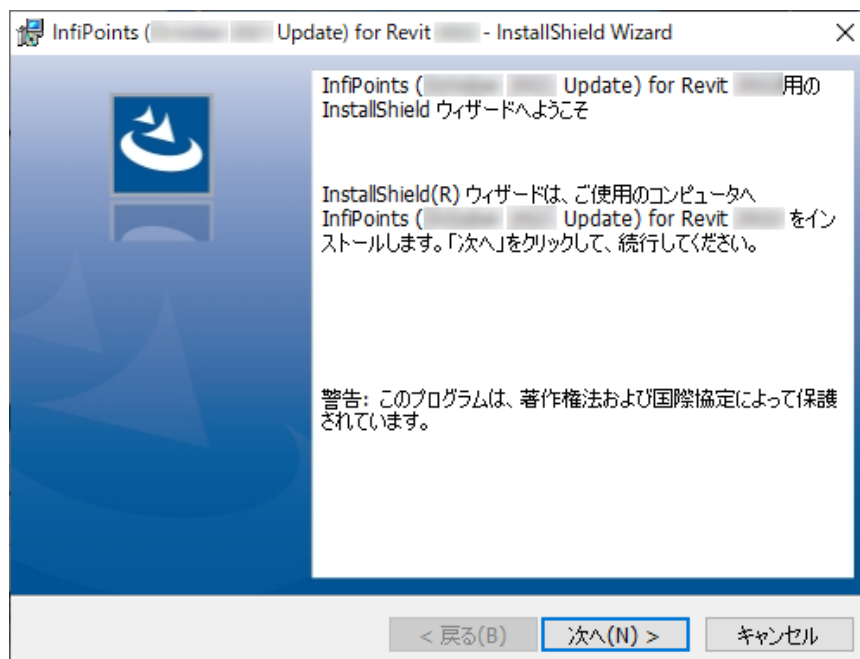 InfiPoints ( Update) for Revit - InstallShield Wizard
InfiPoints ( Update) for Revit 用の
InstallShield ウィザードへようこそ
InstallShield(R) ウィザードは、ご使用のコンピュータへ
InfiPoints ( Update) for Revit をイン
ストールします。「次へ」をクリックして、続行してください。
警告: このプログラムは、著作権法および国際協定によって保護
されています。
< 戻る(B)
次へ(N) >
キャンセル